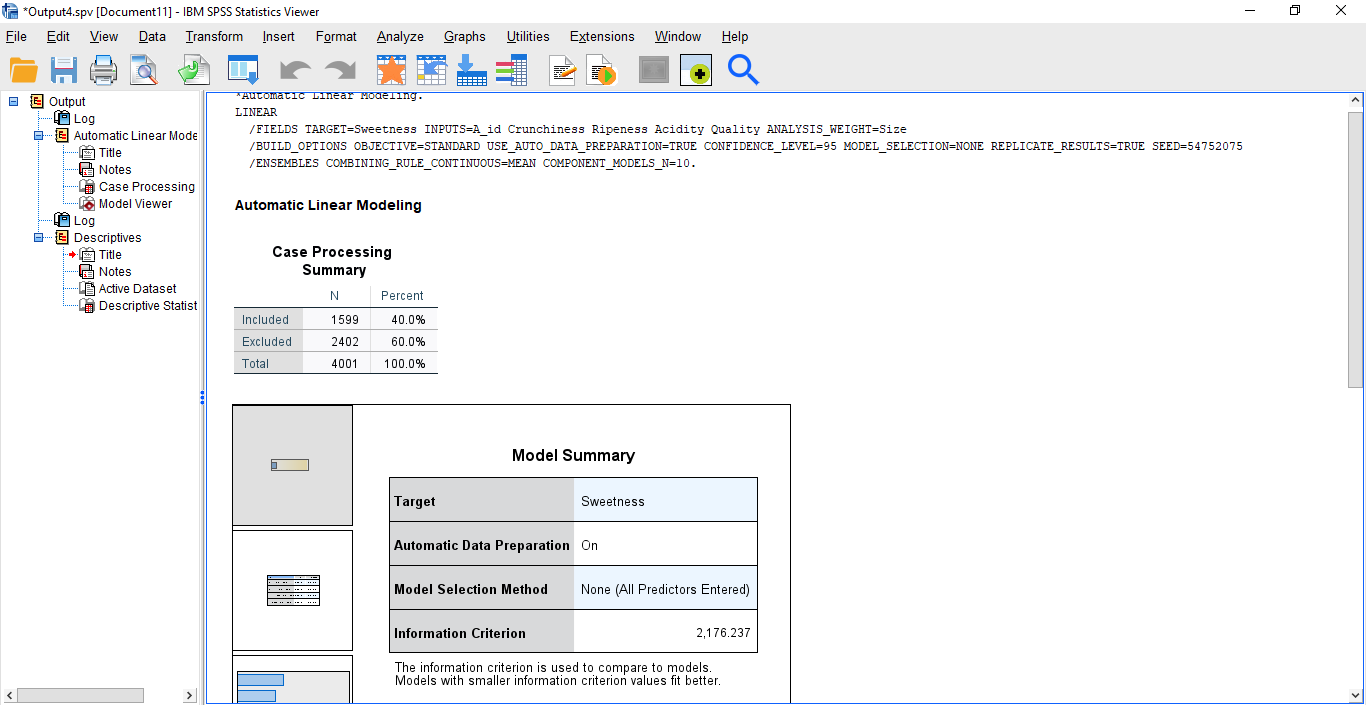 *Output4.spv [Document11] - IBM SPSS Statistics Viewer
File Edit View Data Transform Insert Format Analyze Graphs Utilities Extensions Window Help
Output
Log
Automatic Linear Mode
Title
Notes
Case Processing
Model Viewer
Log
Descriptives
Title
Notes
Active Dataset
Descriptive Statist
*Automatic Linear Modeling.
LINEAR
/FIELDS TARGET=Sweetness INPUTS=A_id Crunchiness Ripeness Acidity Quality ANALYSIS_WEIGHT=Size
/BUILD_OPTIONS OBJECTIVE=STANDARD USE_AUTO_DATA_PREPARATION=TRUE CONFIDENCE_LEVEL=95 MODEL_SELECTION=NONE REPLICATE_RESULTS=TRUE SEED=54752075
/ENSEMBLES COMBINING_RULE_CONTINUOUS=MEAN COMPONENT_MODELS_N=10.
Automatic Linear Modeling
Case Processing
Summary
N Percent
Included 1599 40.0%
Excluded 2402 60.0%
Total 4001 100.0%
Model Summary
Target Sweetness
Automatic Data Preparation On
Model Selection Method None (All Predictors Entered)
Information Criterion 2,176.237
The information criterion is used to compare to models.
Models with smaller information criterion values fit better.